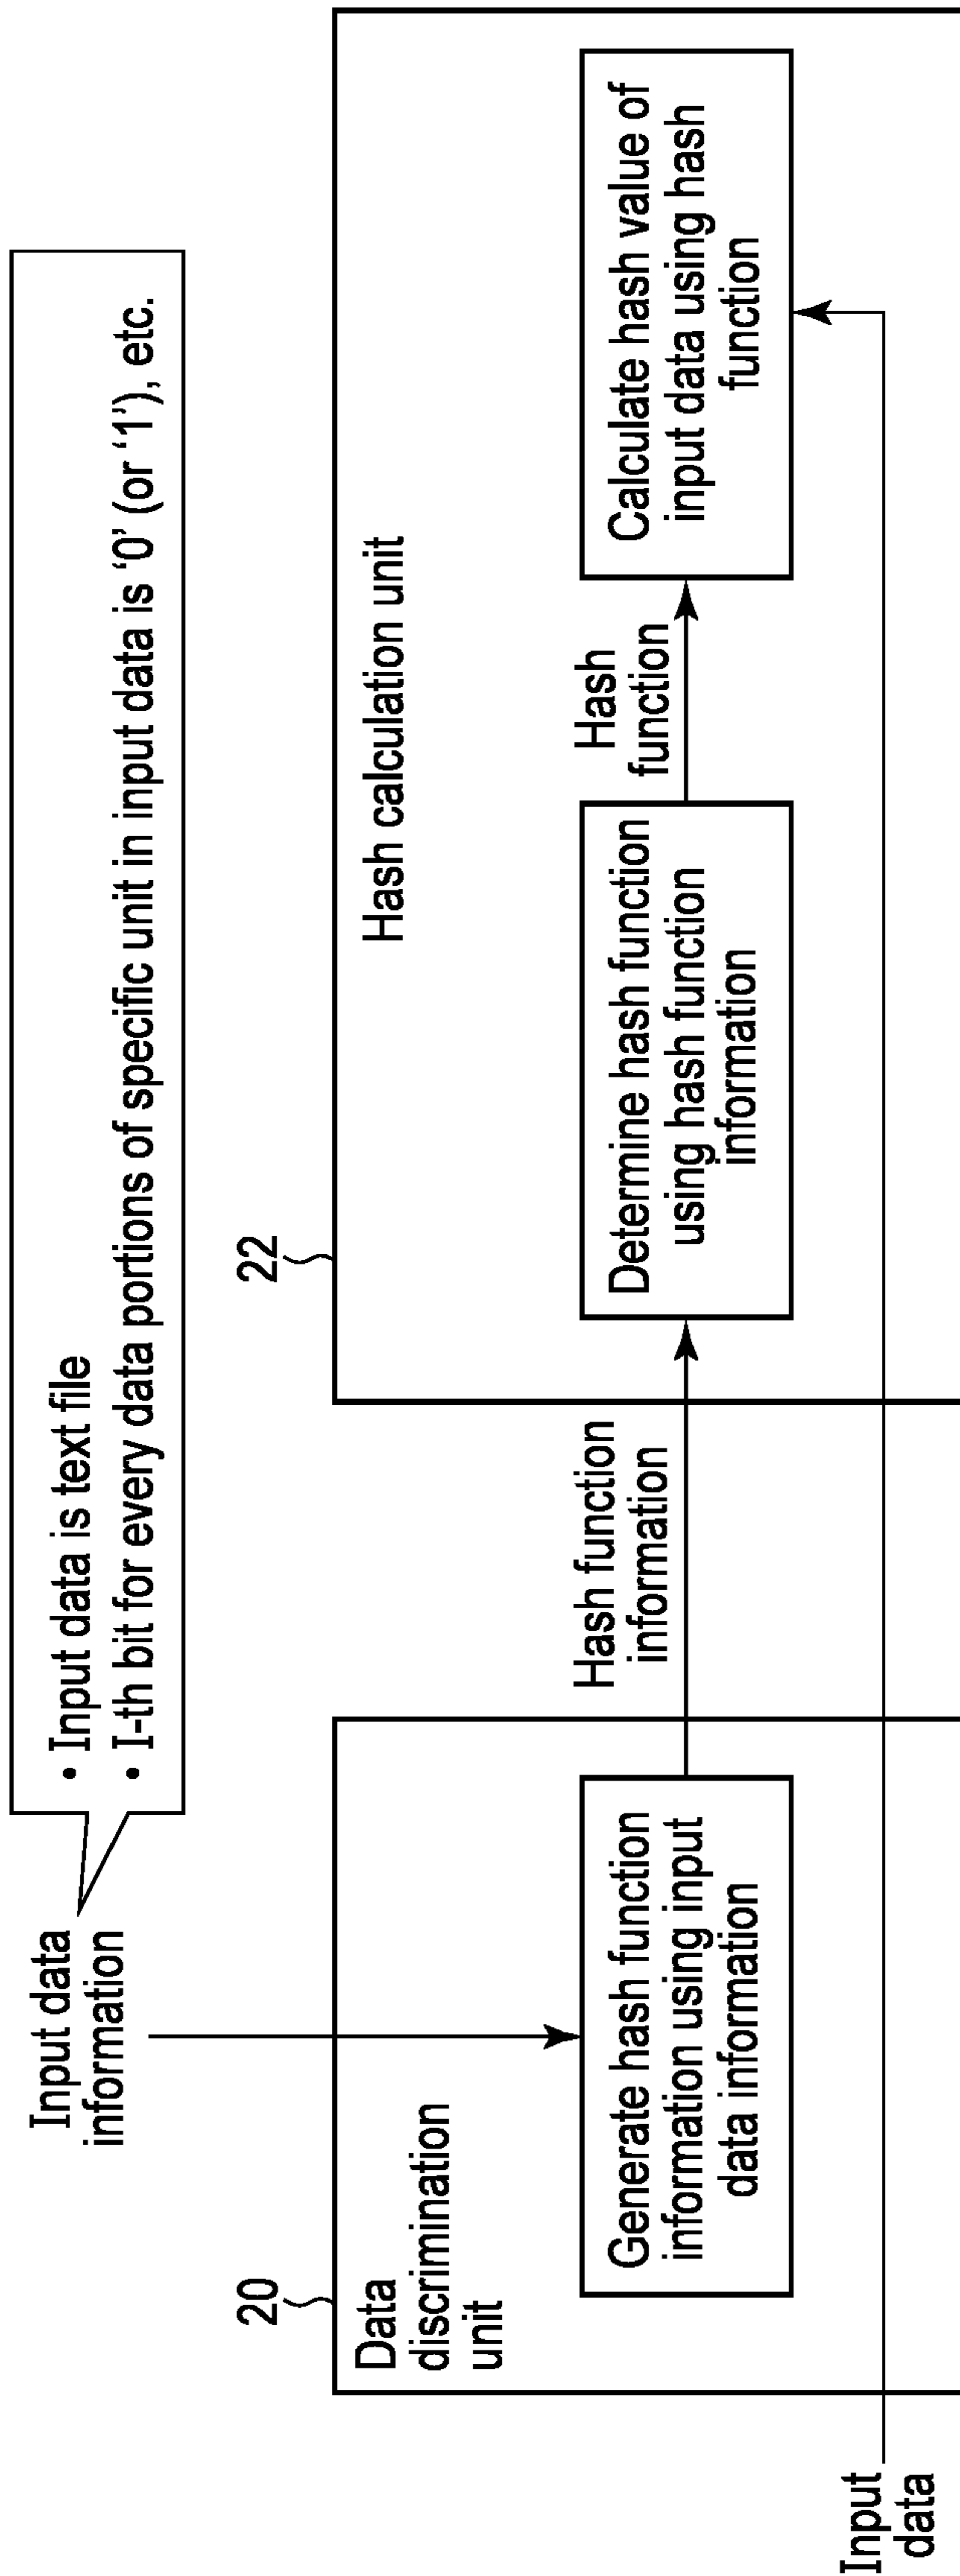 Input data
information
• Input data is text file
• I-th bit for every data portions of specific unit in input data is ‘0’ (or ‘1’), etc.
20
Data
discrimination
unit
Generate hash function
information using input
data information
Hash function
information
22
Hash calculation unit
Determine hash function
using hash function
information
Hash
function
Calculate hash value of
input data using hash
function
Input
data